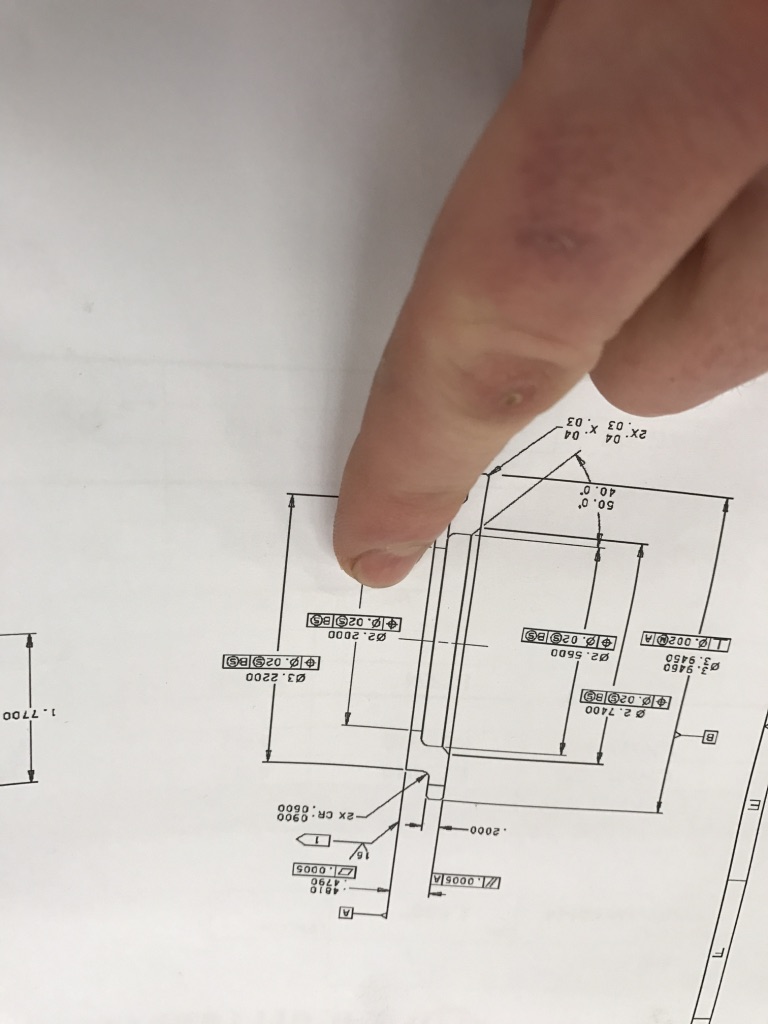 F
E
A
.4810
.4790
⏥ .0005
// .0005 A
16
1
.2000
2X CR .0900
.0600
B
Ø 2.7400
⌖ Ø.02Ⓢ BⓈ
Ø3.9460
3.9450
⟂ Ø.002Ⓜ A
Ø2.5600
⌖ Ø.02Ⓢ BⓈ
Ø2.2000
⌖ Ø.02Ⓢ BⓈ
Ø3.2200
⌖ Ø.02Ⓢ BⓈ
1.7700
50.0°
40.0°
2X .04 X .04
.03 .03